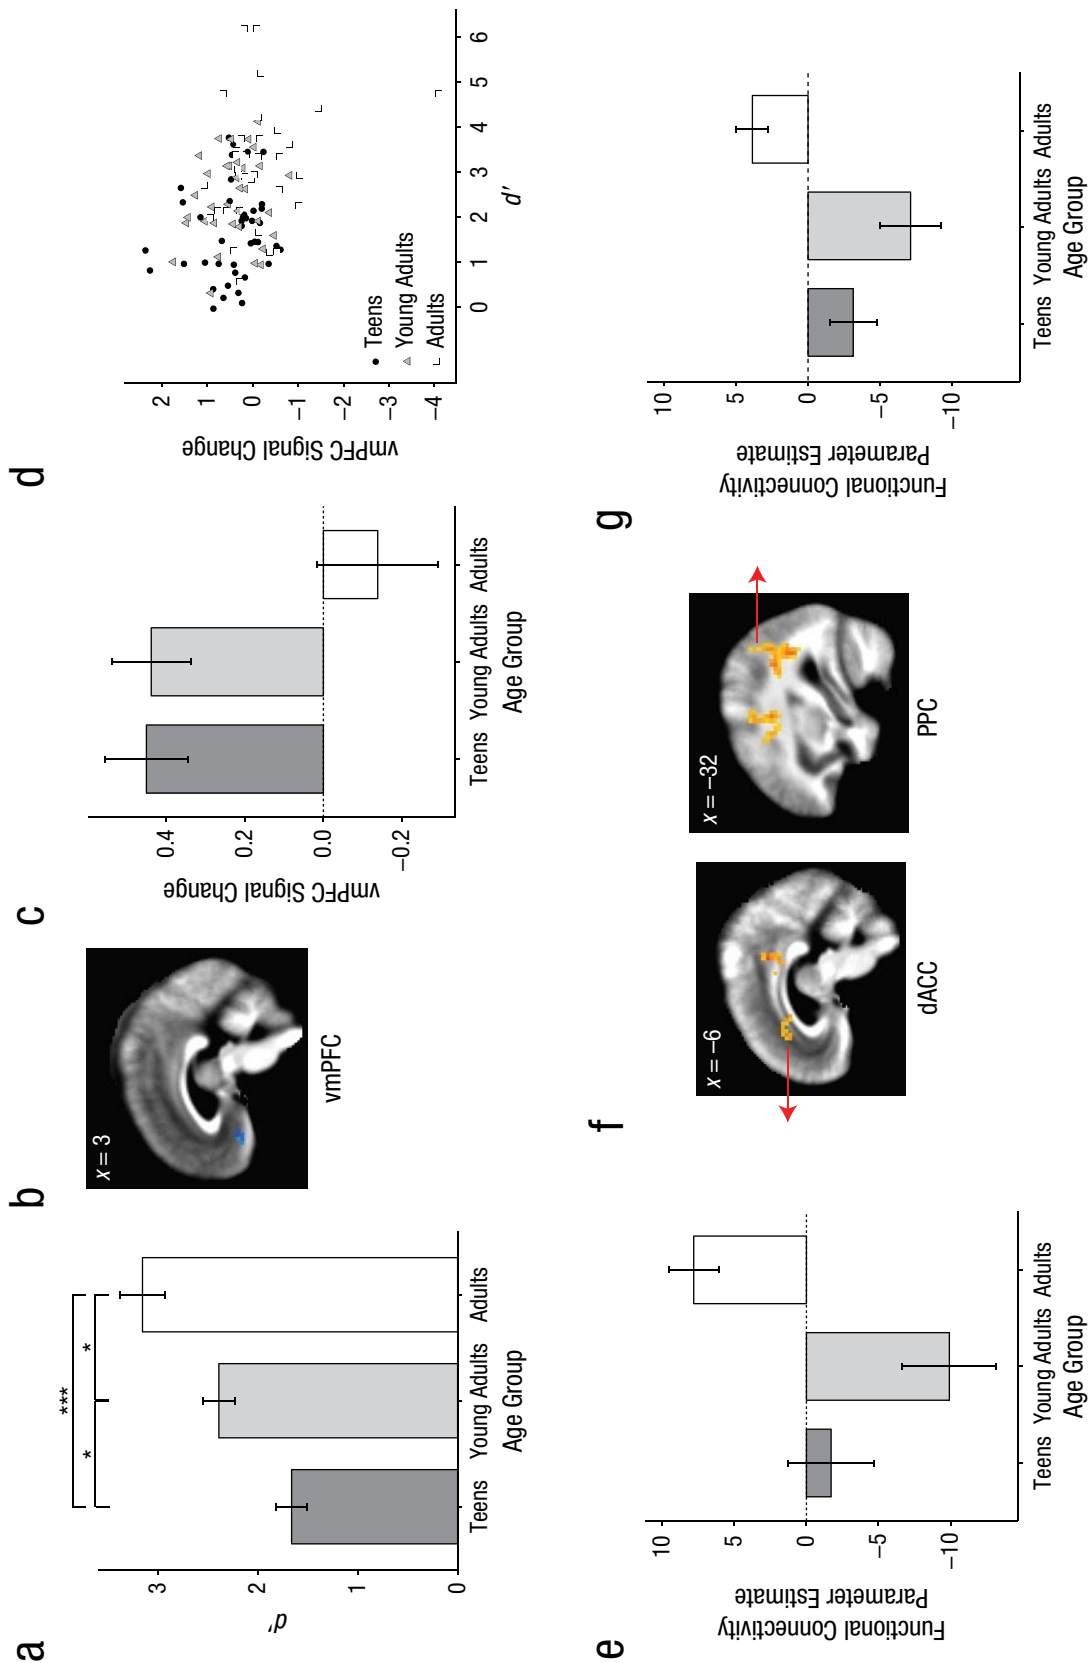 a
d′
3
2
1
0
***
*
*
Teens Young Adults Adults
Age Group
b
x = 3
vmPFC
c
vmPFC Signal Change
0.4
0.2
0.0
−0.2
Teens Young Adults Adults
Age Group
d
vmPFC Signal Change
2
1
0
−1
−2
−3
−4
Teens
Young Adults
Adults
0 1 2 3 4 5 6
d′
e
Functional Connectivity
Parameter Estimate
10
5
0
−5
−10
Teens Young Adults Adults
Age Group
f
x = −6
dACC
x = −32
PPC
g
Functional Connectivity
Parameter Estimate
10
5
0
−5
−10
Teens Young Adults Adults
Age Group